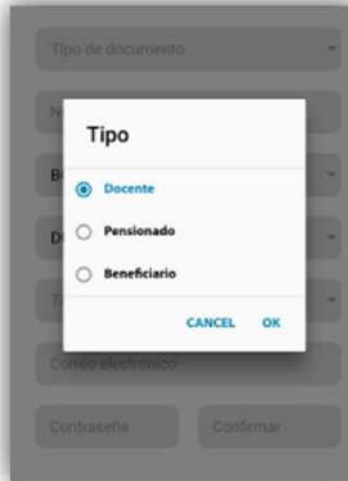 Tipo de documento
Tipo
Docente
Pensionado
Beneficiario
CANCEL OK
Correo electrónico
Contraseña Confirmar